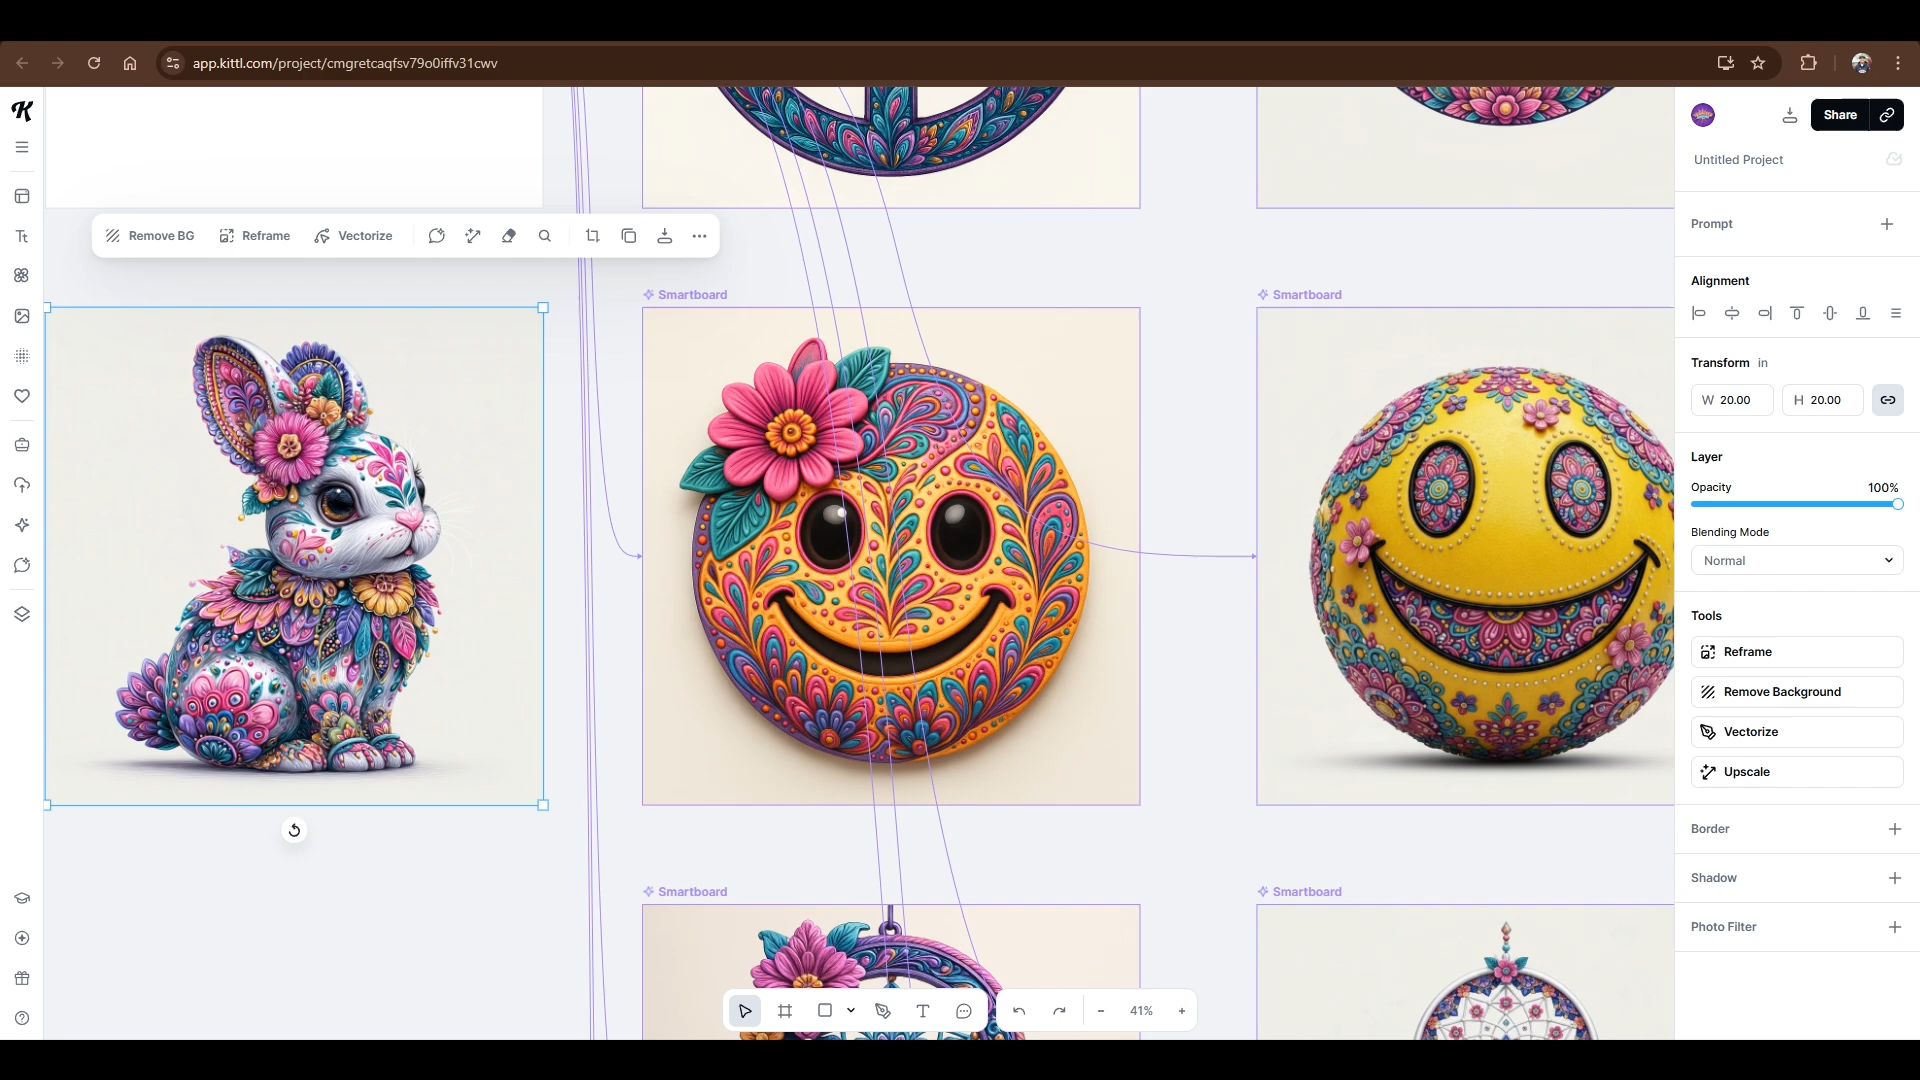 app.kittl.com/project/cmgretcaqfsv79o0iffv31cwv
K
Share
Untitled Project
Remove BG
Reframe
Vectorize
Prompt
Alignment
Smartboard
Smartboard
Transform in
W 20.00
H 20.00
Layer
Opacity
100%
Blending Mode
Normal
Tools
Reframe
Remove Background
Vectorize
Upscale
Border
Shadow
Smartboard
Smartboard
Photo Filter
Tt
T
- 41% +